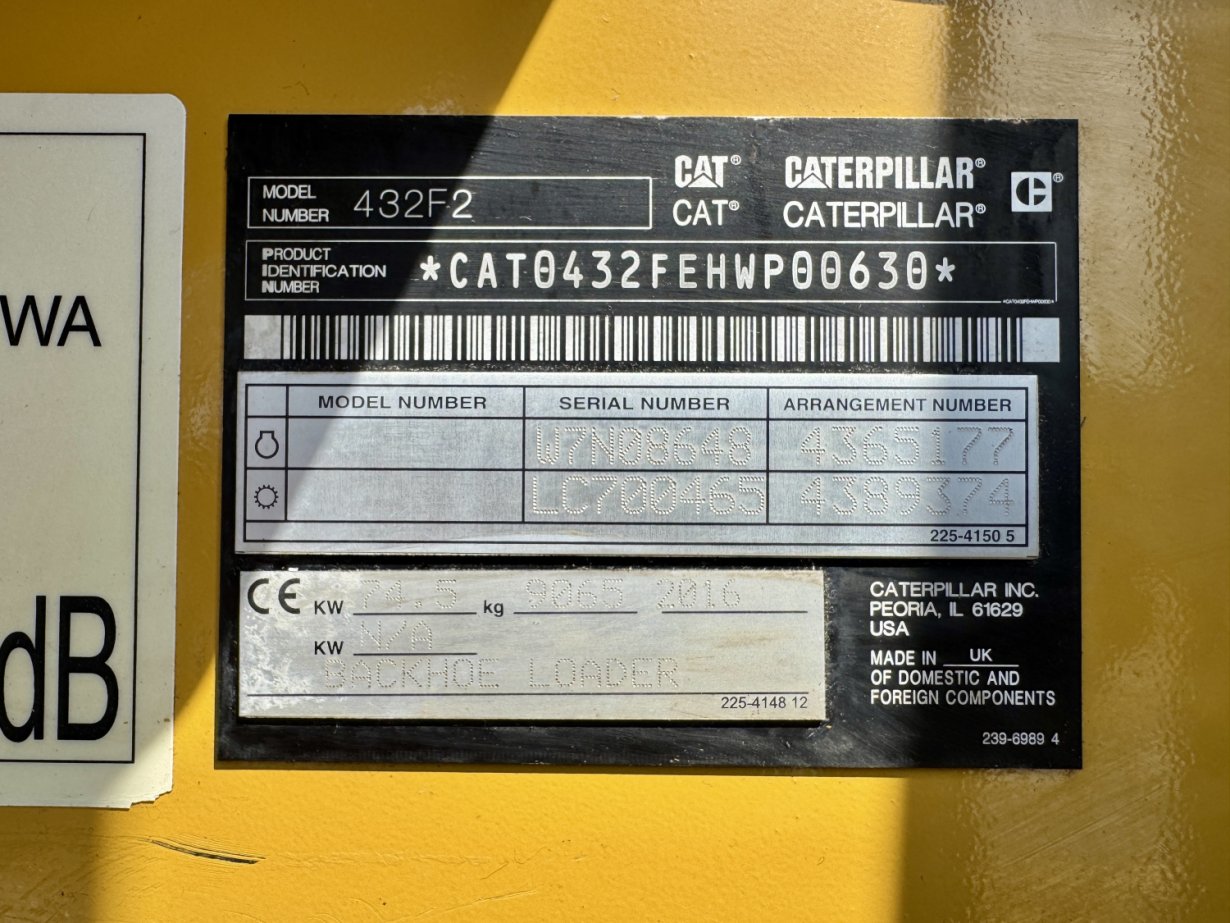 WA
dB
MODEL NUMBER 432F2
CAT® CATERPILLAR®
CAT® CATERPILLAR®
PRODUCT IDENTIFICATION NUMBER *CAT0432FEHWP00630*
*CAT0432FEHWP00630*
MODEL NUMBER SERIAL NUMBER ARRANGEMENT NUMBER
W7N08648 4365177
LC700465 4389374
225-4150 5
CE KW 74.5 kg 9065 2016
KW N/A
BACKHOE LOADER
225-4148 12
CATERPILLAR INC.
PEORIA, IL 61629
USA
MADE IN UK
OF DOMESTIC AND
FOREIGN COMPONENTS
239-6989 4